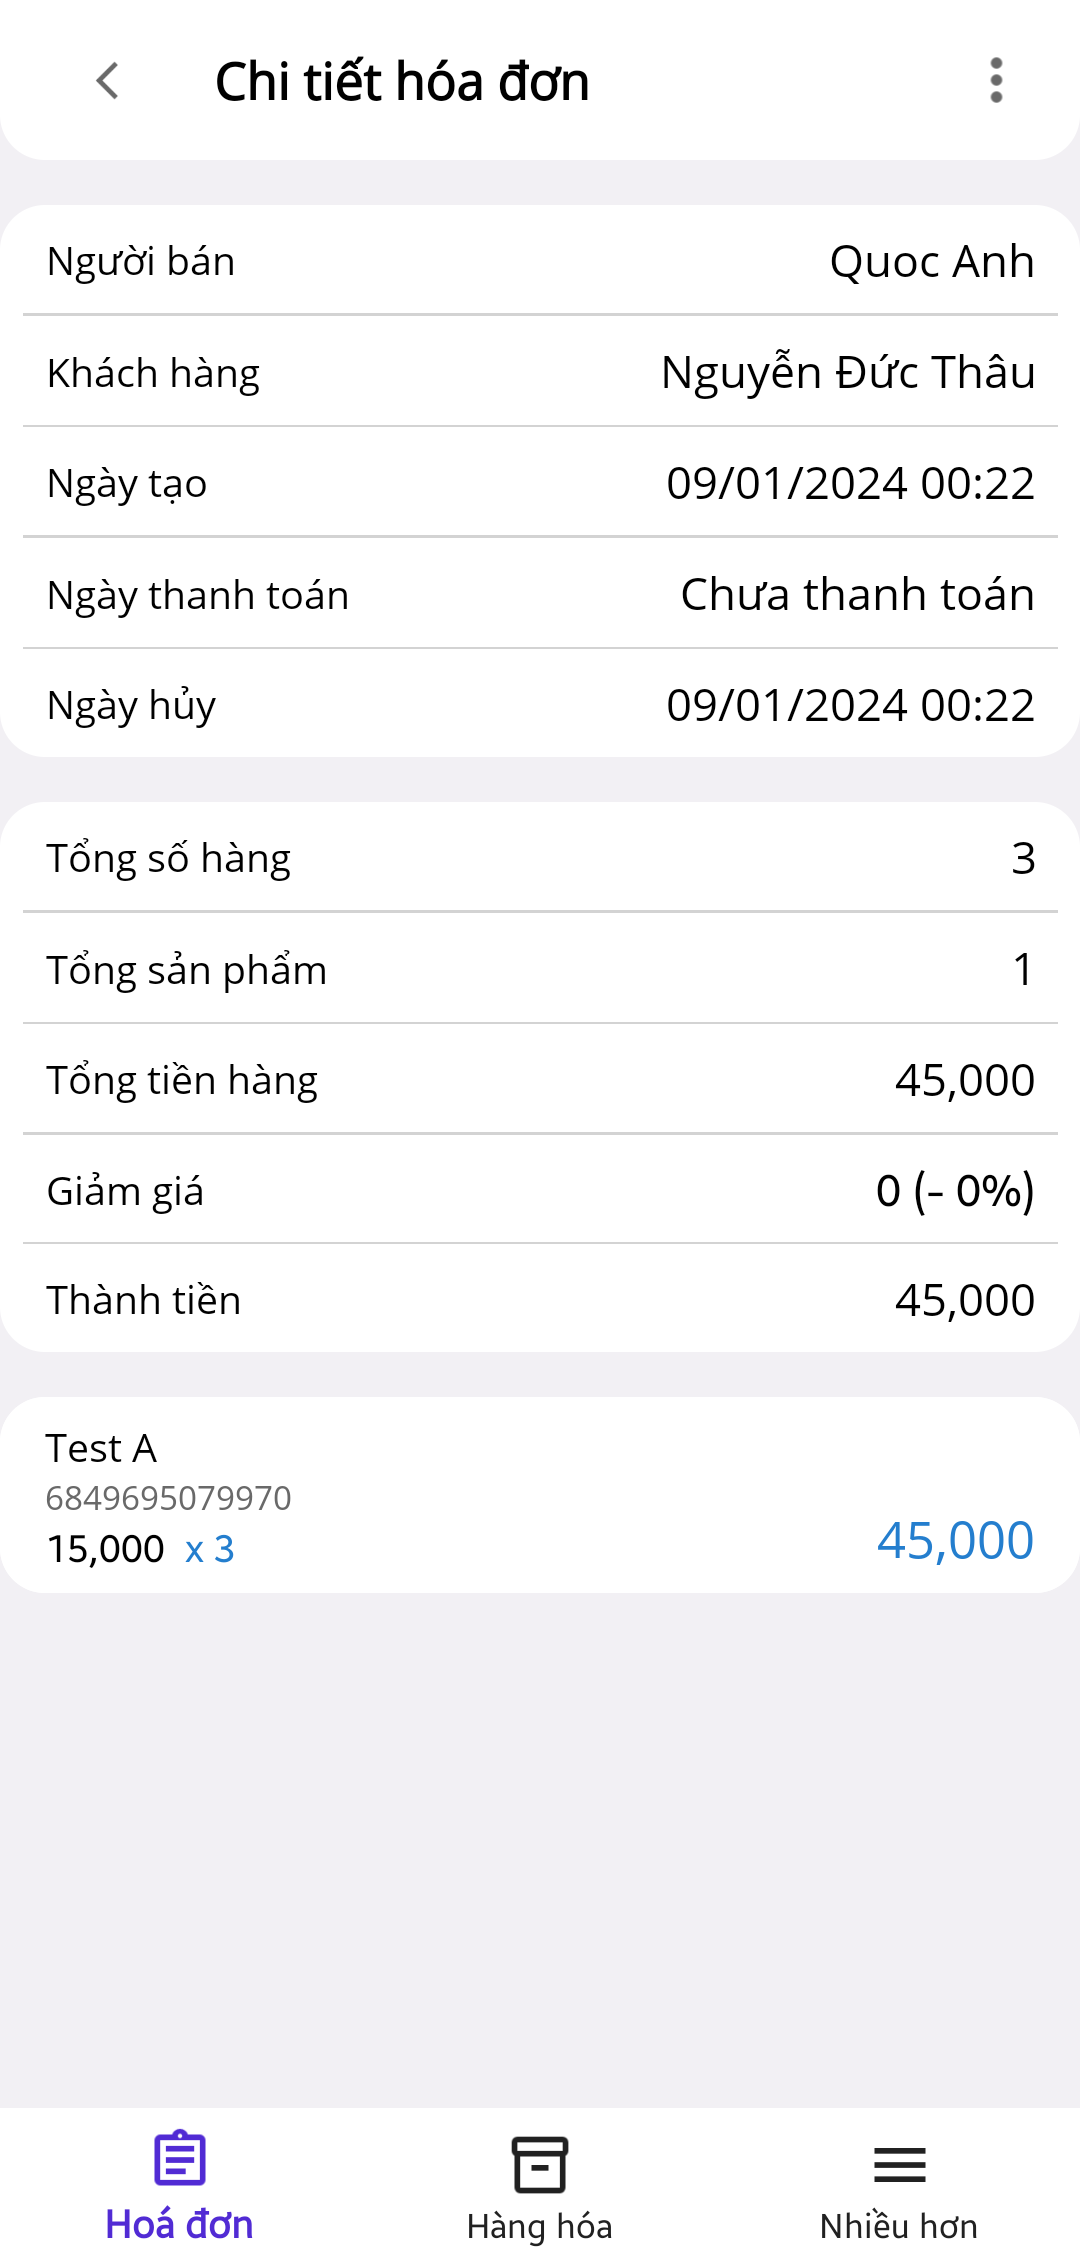 Chi tiết hóa đơn
Người bán Quoc Anh
Khách hàng Nguyễn Đức Thâu
Ngày tạo 09/01/2024 00:22
Ngày thanh toán Chưa thanh toán
Ngày hủy 09/01/2024 00:22
Tổng số hàng 3
Tổng sản phẩm 1
Tổng tiền hàng 45,000
Giảm giá 0 (- 0%)
Thành tiền 45,000
Test A
6849695079970
15,000 x 3 45,000
Hoá đơn Hàng hóa Nhiều hơn